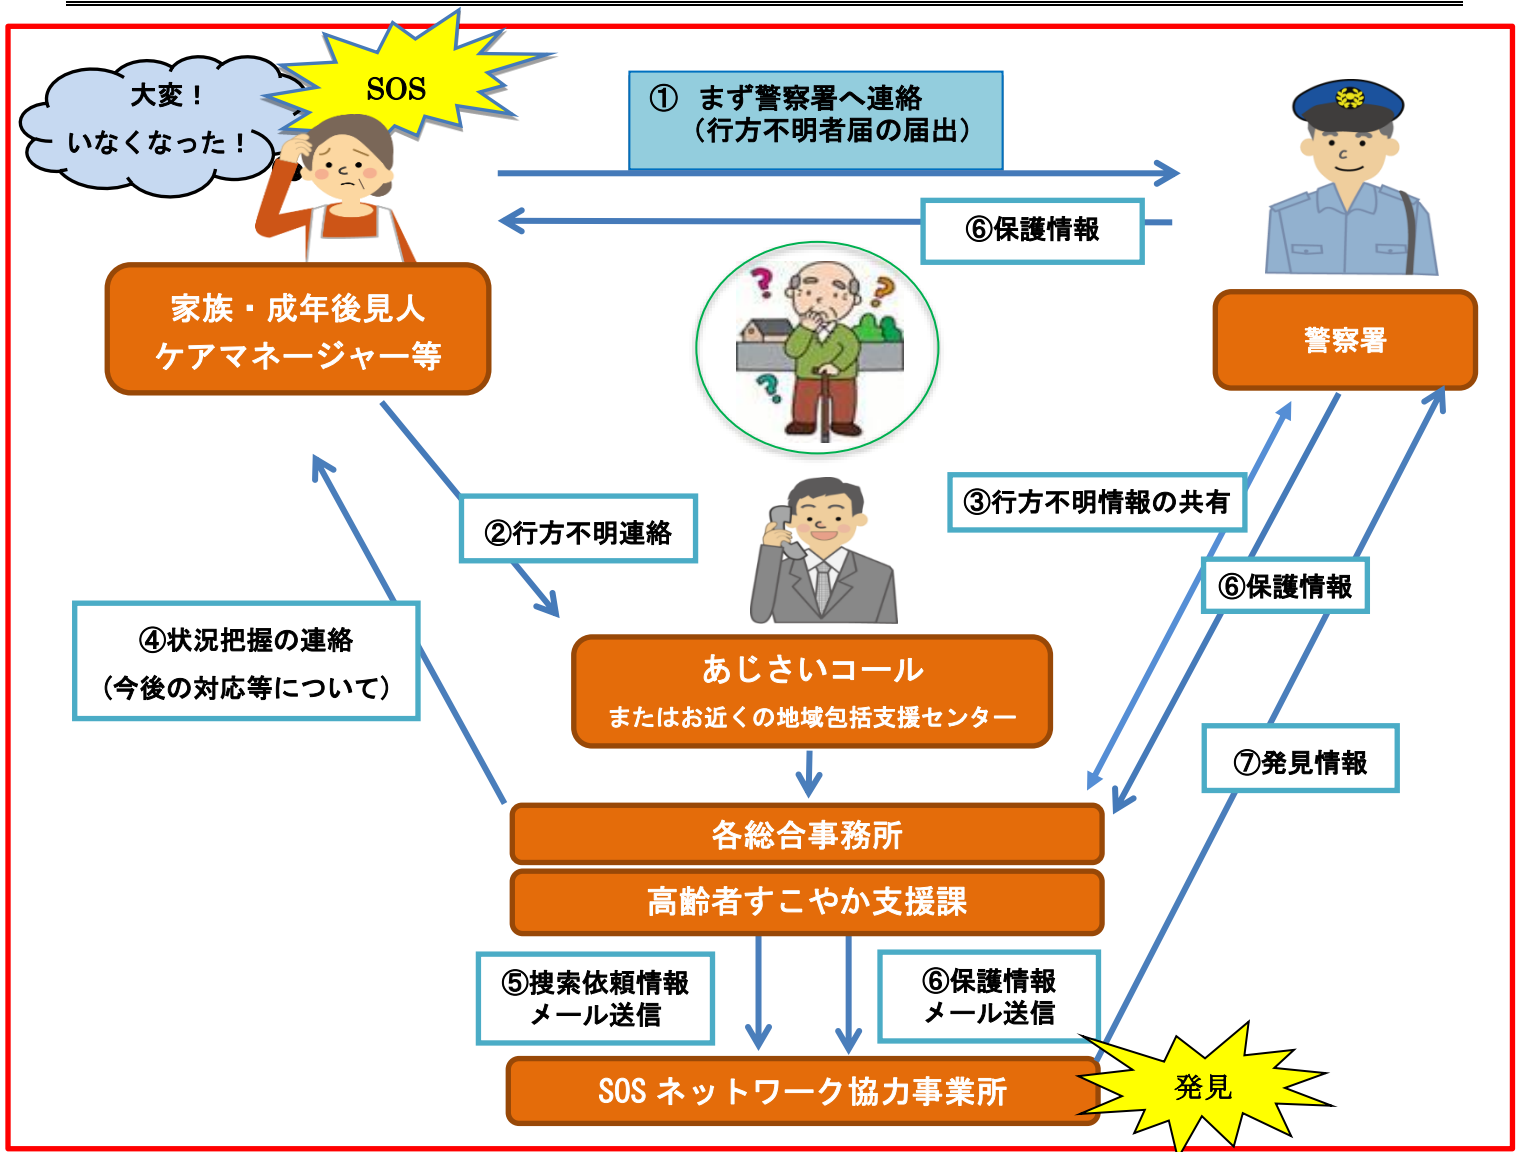 大変！
いなくなった！
SOS
① まず警察署へ連絡
（行方不明者届の届出）
⑥保護情報
家族・成年後見人
ケアマネージャー等
警察署
②行方不明連絡
③行方不明情報の共有
⑥保護情報
④状況把握の連絡
（今後の対応等について）
あじさいコール
またはお近くの地域包括支援センター
⑦発見情報
各総合事務所
高齢者すこやか支援課
⑤捜索依頼情報
メール送信
⑥保護情報
メール送信
SOS ネットワーク協力事業所
発見